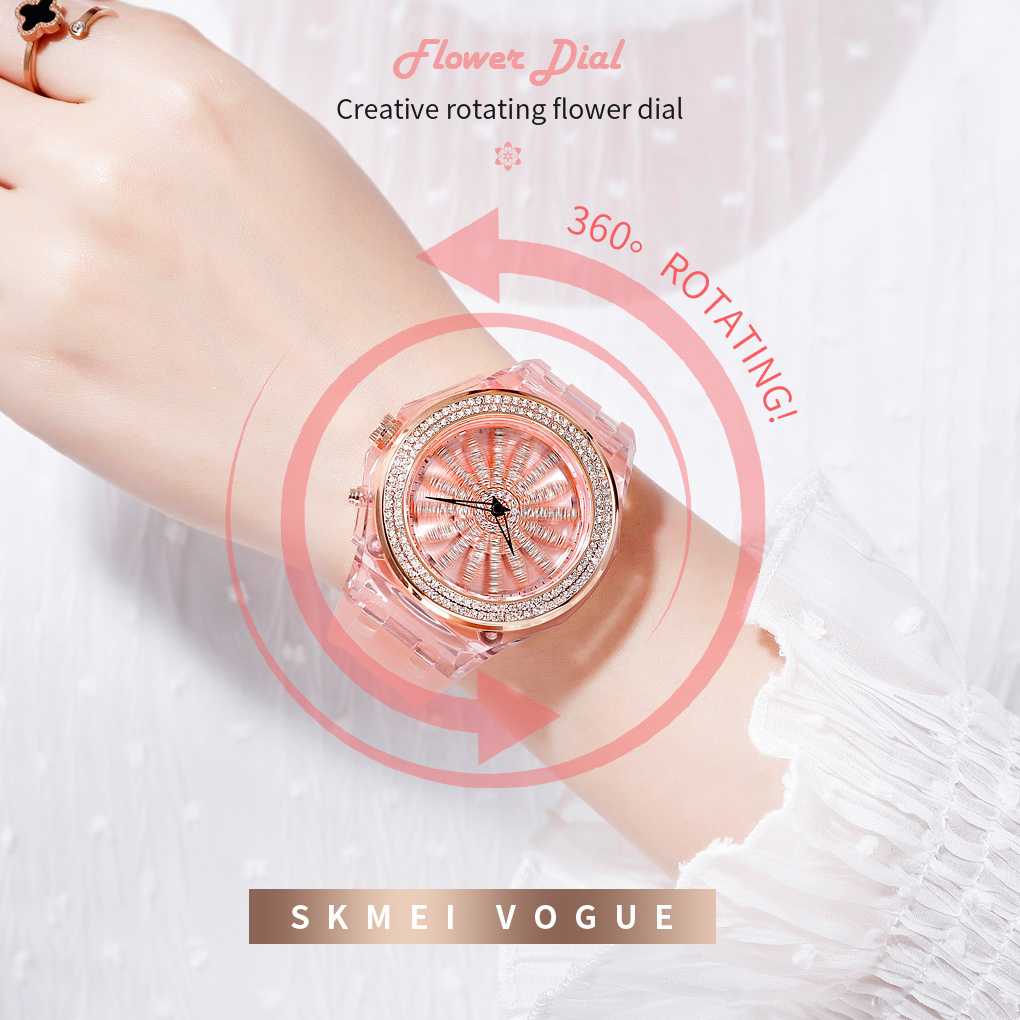 Flower Dial
Creative rotating flower dial
360° ROTATING!
SKMEI VOGUE